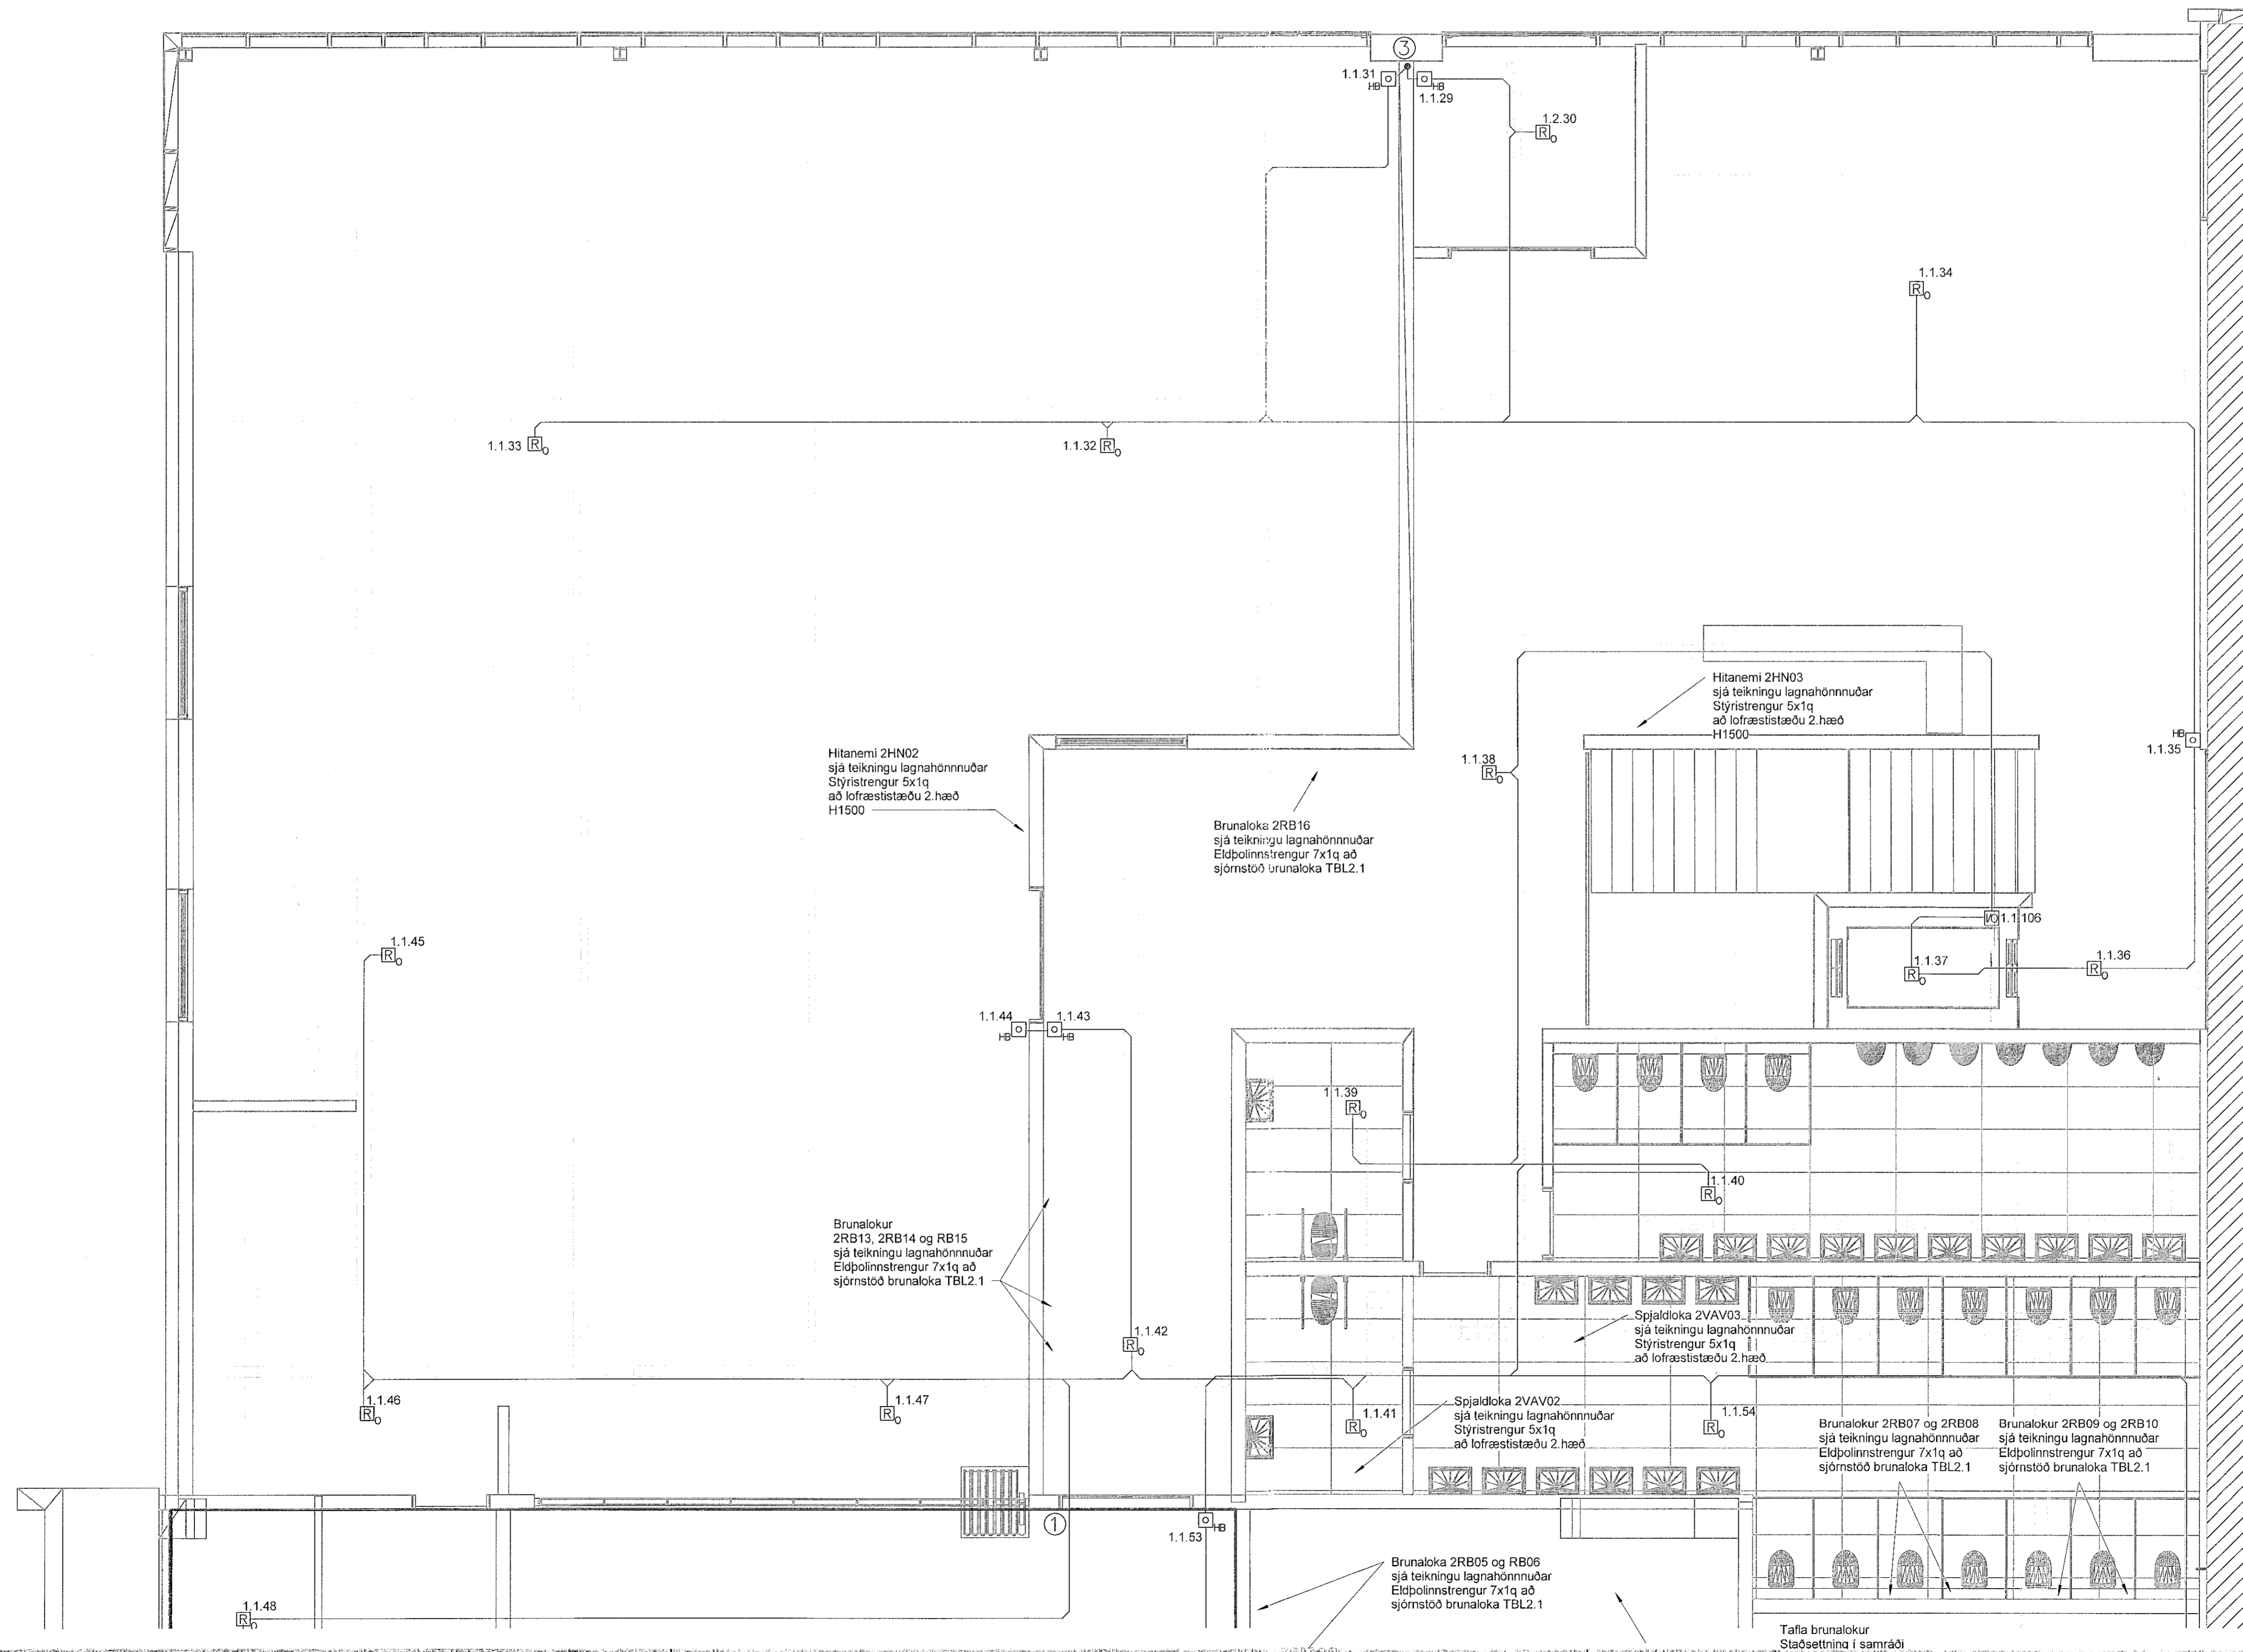 3
1.1.31
HB
HB
1.1.29
1.2.30
R O
1.1.34
R O
1.1.33 R O
1.1.32 R O
Hitanemi 2HN03
sjá teikningu lagnahönnnuðar
Stýristrengur 5x1q
að lofræstistæðu 2.hæð
H1500
HB
1.1.35
Hitanemi 2HN02
sjá teikningu lagnahönnnuðar
Stýristrengur 5x1q
að lofræstistæðu 2.hæð
H1500
1.1.38
R O
Brunaloka 2RB16
sjá teikningu lagnahönnnuðar
Eldþolinnstrengur 7x1q að
sjórnstöð brunaloka TBL2.1
I/O 1.1.106
1.1.45
R O
1.1.37
R O
1.1.36
R O
1.1.44
HB
1.1.43
HB
1.1.39
R O
1.1.40
R O
Brunalokur
2RB13, 2RB14 og RB15
sjá teikningu lagnahönnnuðar
Eldþolinnstrengur 7x1q að
sjórnstöð brunaloka TBL2.1
1.1.42
R O
Spjaldloka 2VAV03
sjá teikningu lagnahönnnuðar
Stýristrengur 5x1q
að lofræstistæðu 2.hæð
1.1.46
R O
1.1.47
R O
1.1.41
R O
Spjaldloka 2VAV02
sjá teikningu lagnahönnnuðar
Stýristrengur 5x1q
að lofræstistæðu 2.hæð
1.1.54
R O
Brunalokur 2RB07 og 2RB08
sjá teikningu lagnahönnnuðar
Eldþolinnstrengur 7x1q að
sjórnstöð brunaloka TBL2.1
Brunalokur 2RB09 og 2RB10
sjá teikningu lagnahönnnuðar
Eldþolinnstrengur 7x1q að
sjórnstöð brunaloka TBL2.1
1
HB
1.1.53
Brunaloka 2RB05 og RB06
sjá teikningu lagnahönnnuðar
Eldþolinnstrengur 7x1q að
sjórnstöð brunaloka TBL2.1
1.1.48
R O
Tafla brunalokur
Staðsettning í samráði